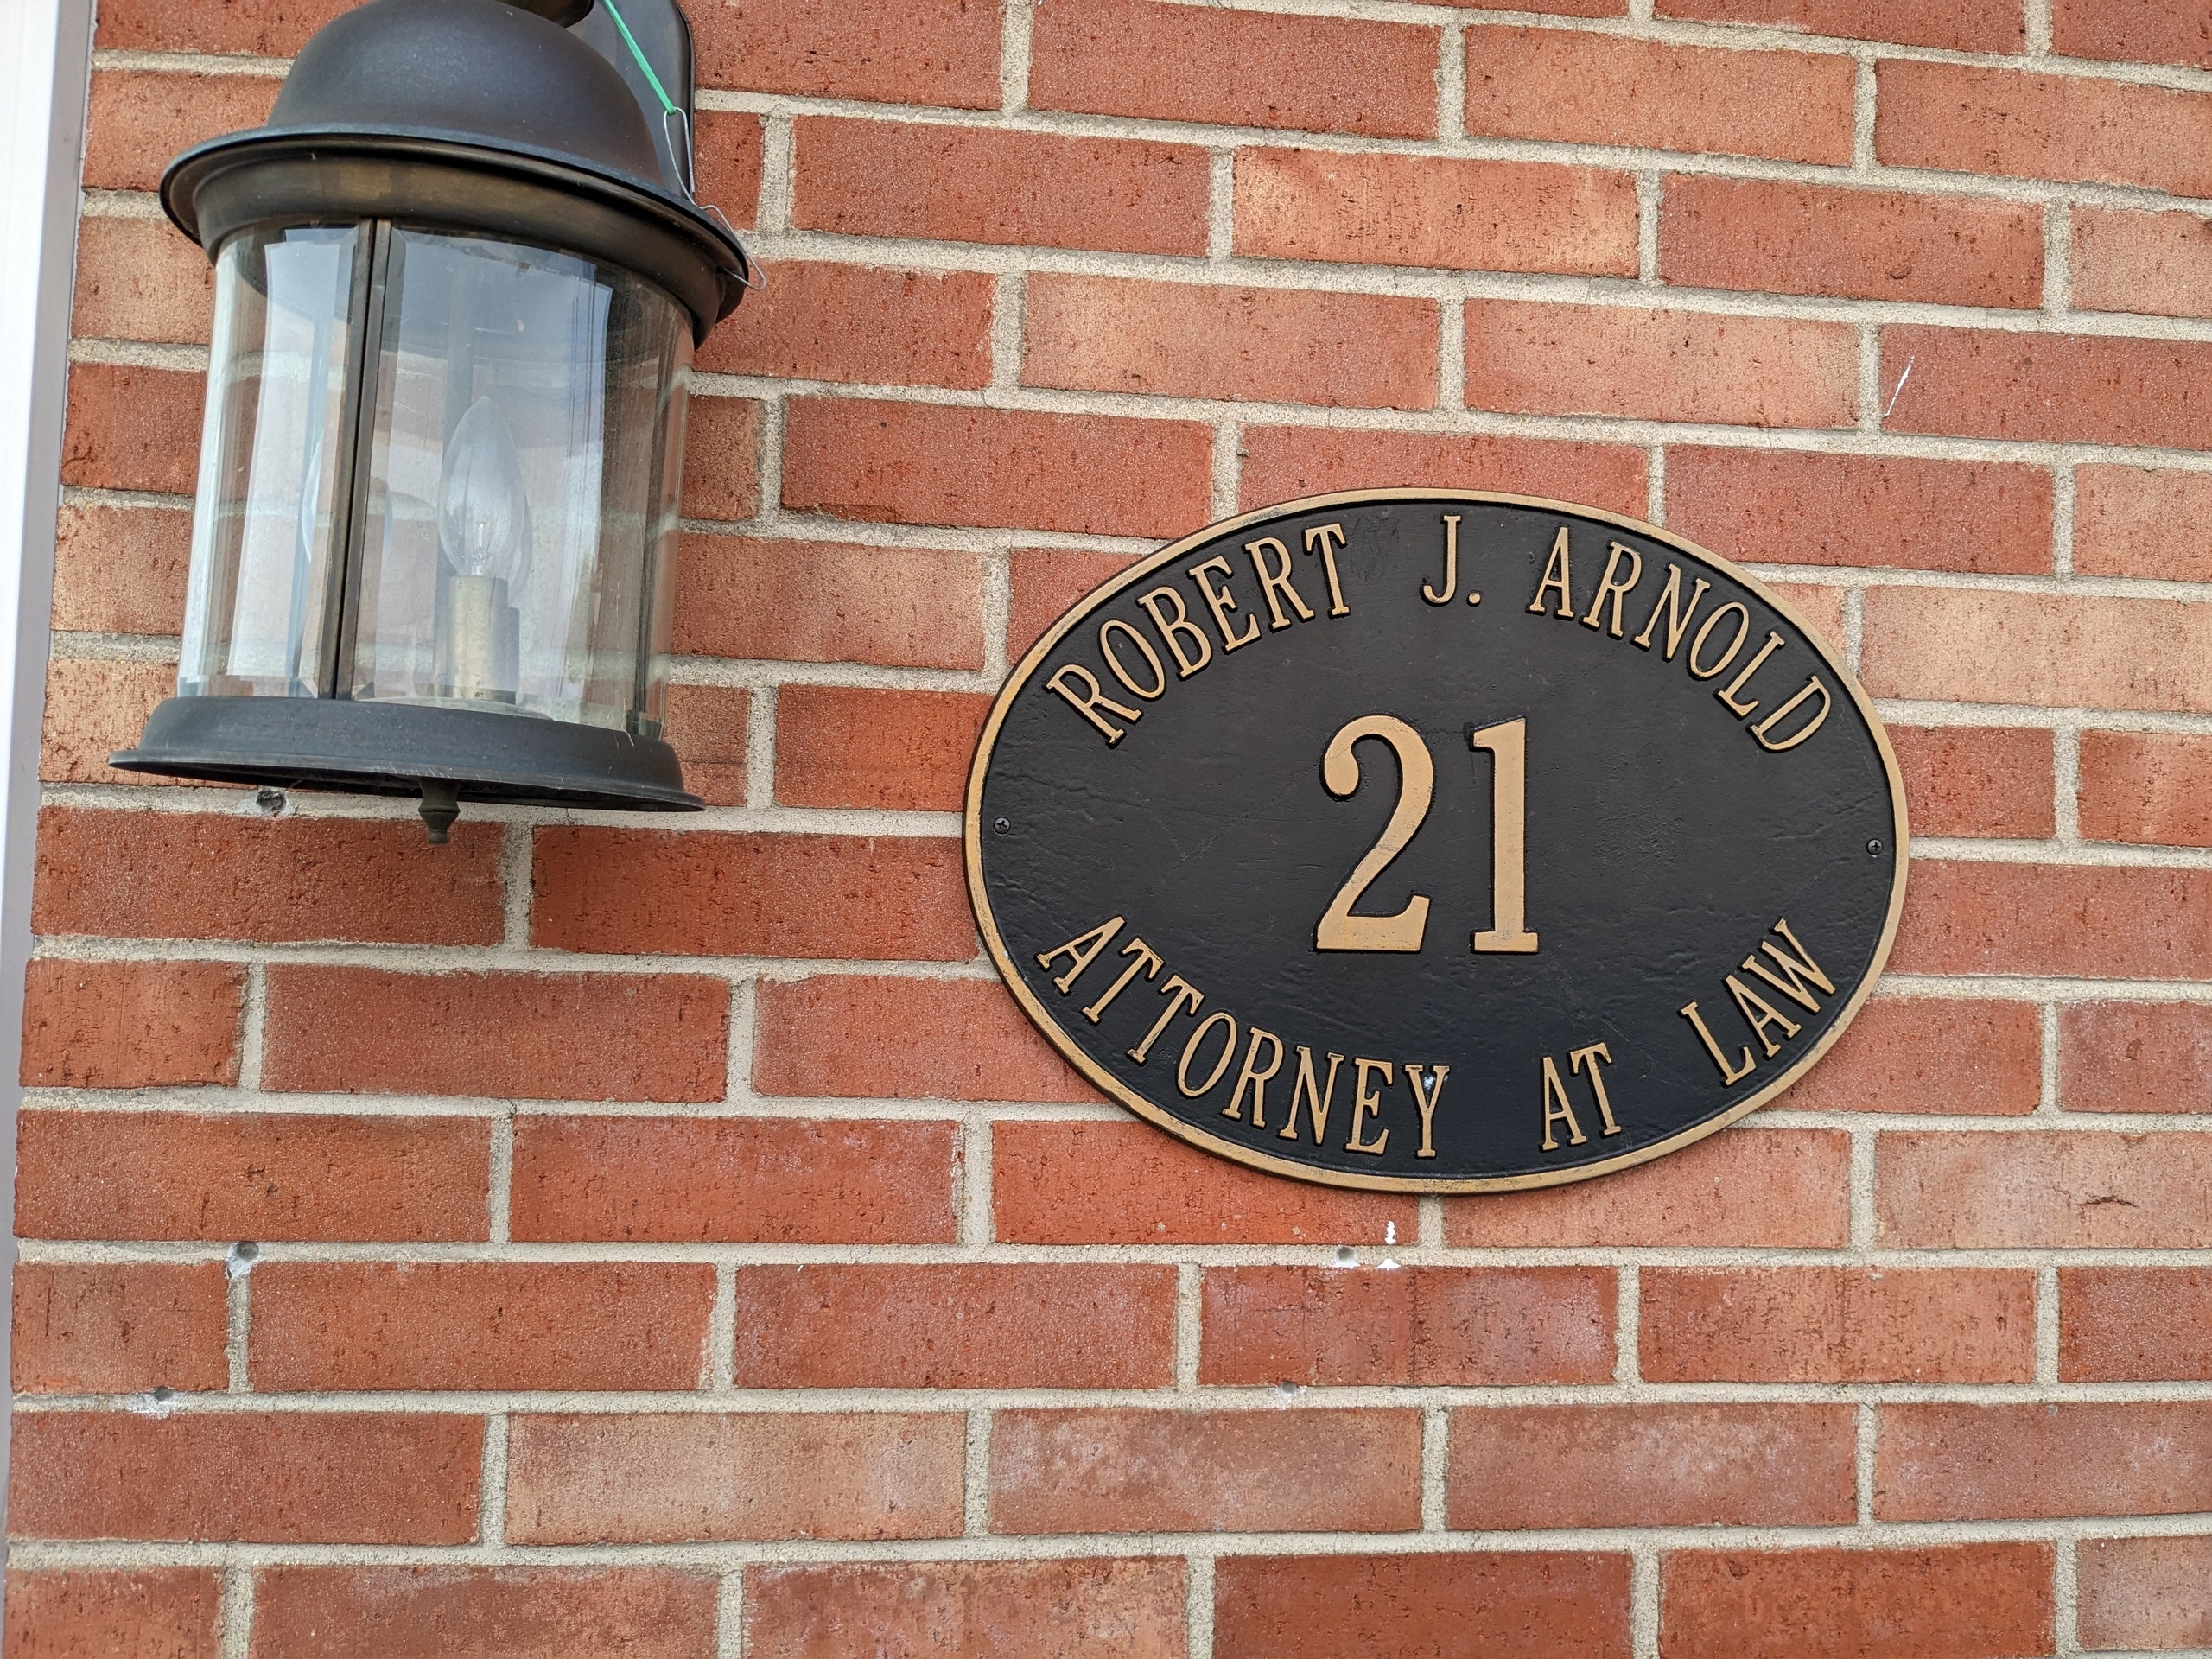 ROBERT J. ARNOLD
21
ATTORNEY AT LAW